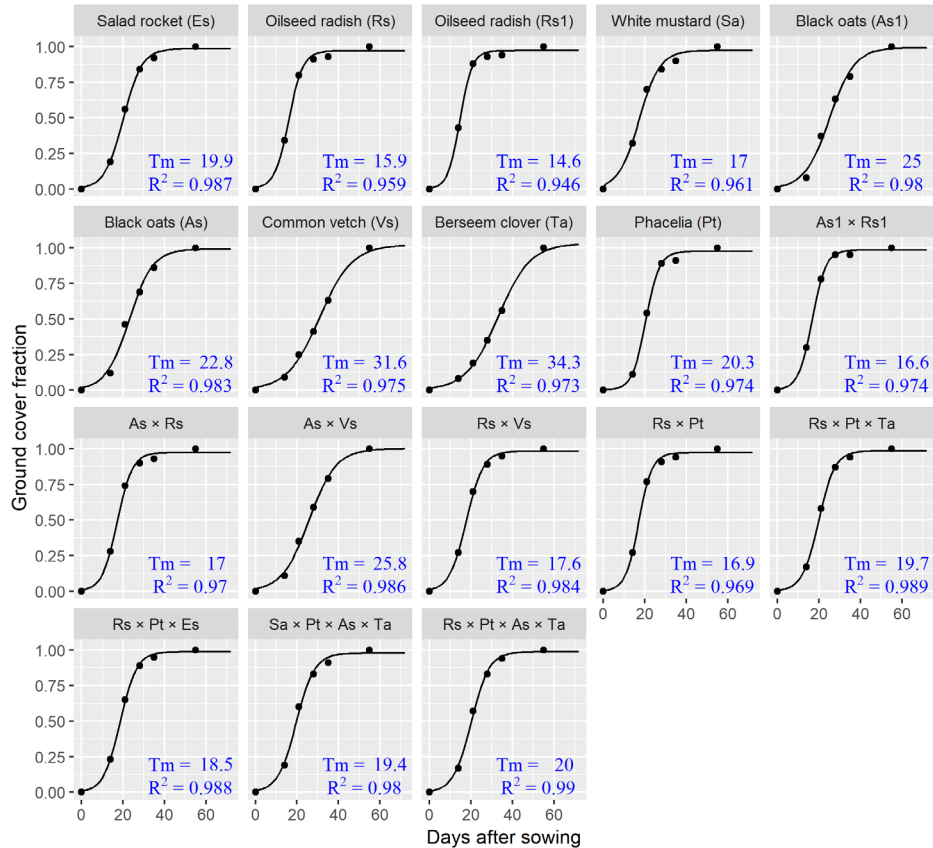 Salad rocket (Es)
Oilseed radish (Rs)
Oilseed radish (Rs1)
White mustard (Sa)
Black oats (As1)
1.00
0.75
0.50
0.25
0.00
Tm = 19.9
R² = 0.987
Tm = 15.9
R² = 0.959
Tm = 14.6
R² = 0.946
Tm = 17
R² = 0.961
Tm = 25
R² = 0.98
Black oats (As)
Common vetch (Vs)
Berseem clover (Ta)
Phacelia (Pt)
As1 × Rs1
1.00
0.75
0.50
0.25
0.00
Tm = 22.8
R² = 0.983
Tm = 31.6
R² = 0.975
Tm = 34.3
R² = 0.973
Tm = 20.3
R² = 0.974
Tm = 16.6
R² = 0.974
Ground cover fraction
As × Rs
As × Vs
Rs × Vs
Rs × Pt
Rs × Pt × Ta
1.00
0.75
0.50
0.25
0.00
Tm = 17
R² = 0.97
Tm = 25.8
R² = 0.986
Tm = 17.6
R² = 0.984
Tm = 16.9
R² = 0.969
Tm = 19.7
R² = 0.989
0 20 40 60
0 20 40 60
Rs × Pt × Es
Sa × Pt × As × Ta
Rs × Pt × As × Ta
1.00
0.75
0.50
0.25
0.00
Tm = 18.5
R² = 0.988
Tm = 19.4
R² = 0.98
Tm = 20
R² = 0.99
0 20 40 60
0 20 40 60
0 20 40 60
Days after sowing